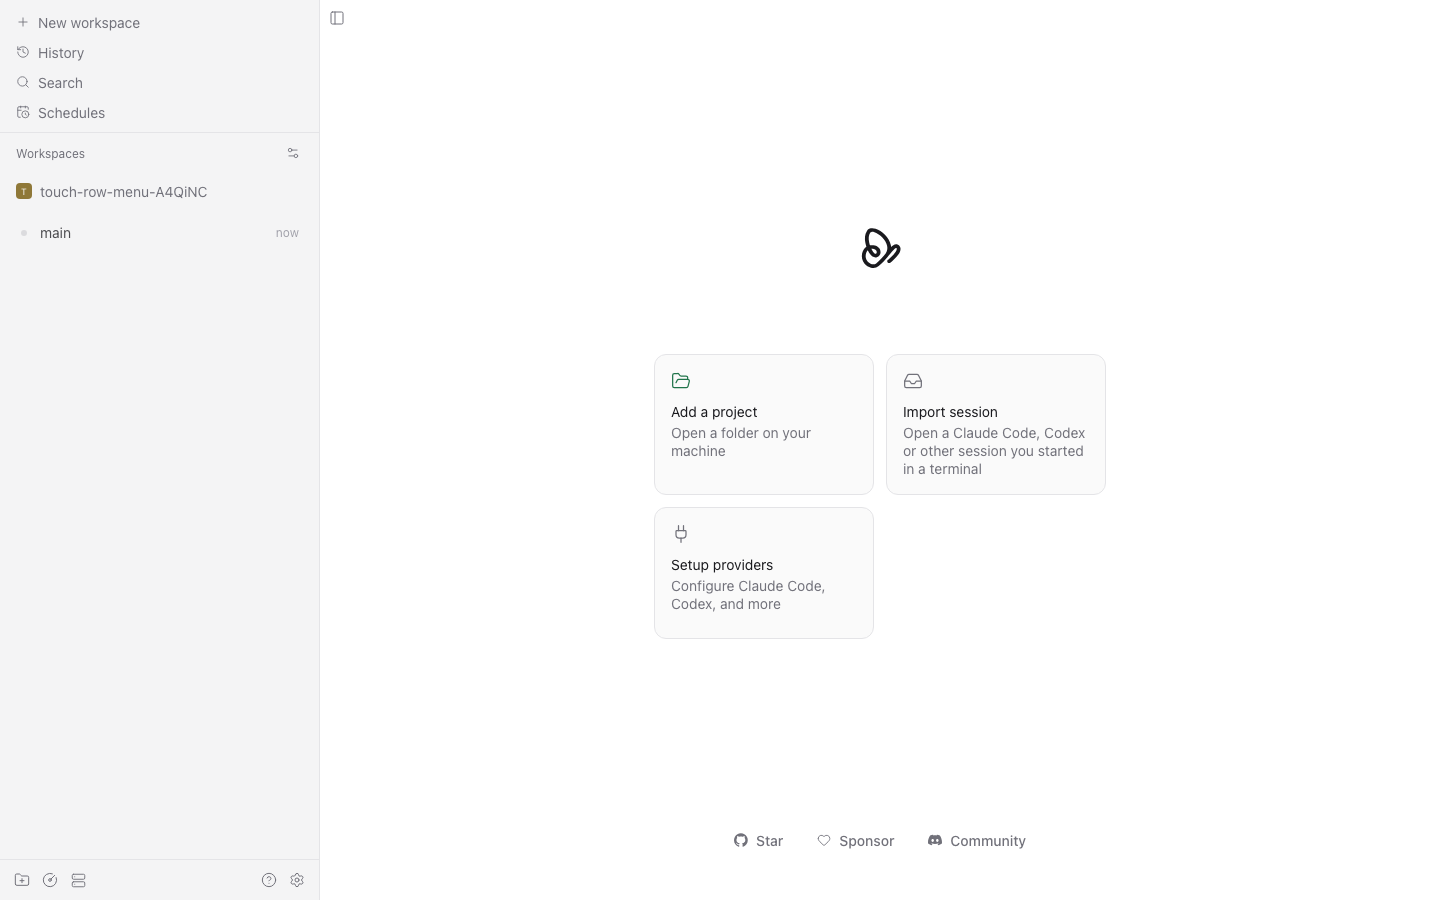 New workspace
History
Search
Schedules
Workspaces
T
touch-row-menu-A4QiNC
main
now
Add a project
Open a folder on your
machine
Import session
Open a Claude Code, Codex
or other session you started
in a terminal
Setup providers
Configure Claude Code,
Codex, and more
Star
Sponsor
Community